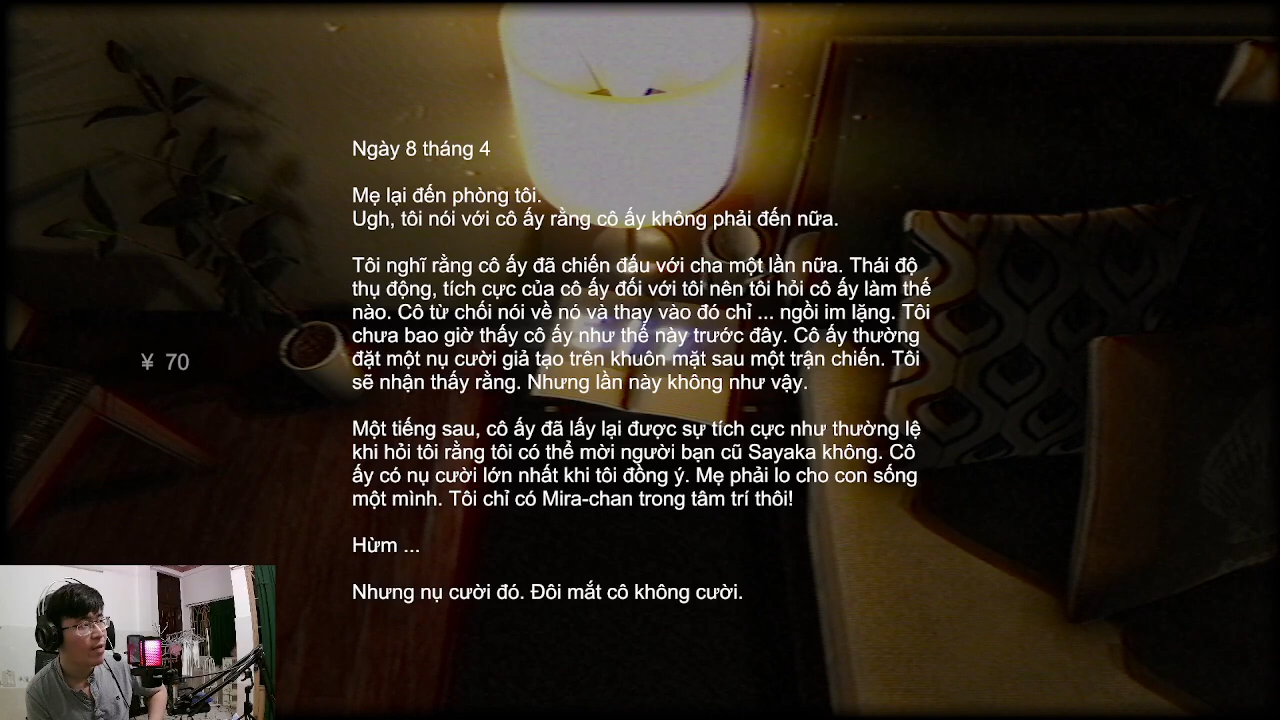 Ngày 8 tháng 4
Mẹ lại đến phòng tôi.
Ugh, tôi nói với cô ấy rằng cô ấy không phải đến nữa.
Tôi nghĩ rằng cô ấy đã chiến đấu với cha một lần nữa. Thái độ
thụ động, tích cực của cô ấy đối với tôi nên tôi hỏi cô ấy làm thế
nào. Cô từ chối nói về nó và thay vào đó chỉ ... ngồi im lặng. Tôi
chưa bao giờ thấy cô ấy như thế này trước đây. Cô ấy thường
đặt một nụ cười giả tạo trên khuôn mặt sau một trận chiến. Tôi
sẽ nhận thấy rằng. Nhưng lần này không như vậy.
¥ 70
Một tiếng sau, cô ấy đã lấy lại được sự tích cực như thường lệ
khi hỏi tôi rằng tôi có thể mời người bạn cũ Sayaka không. Cô
ấy có nụ cười lớn nhất khi tôi đồng ý. Mẹ phải lo cho con sống
một mình. Tôi chỉ có Mira-chan trong tâm trí thôi!
Hừm ...
Nhưng nụ cười đó. Đôi mắt cô không cười.